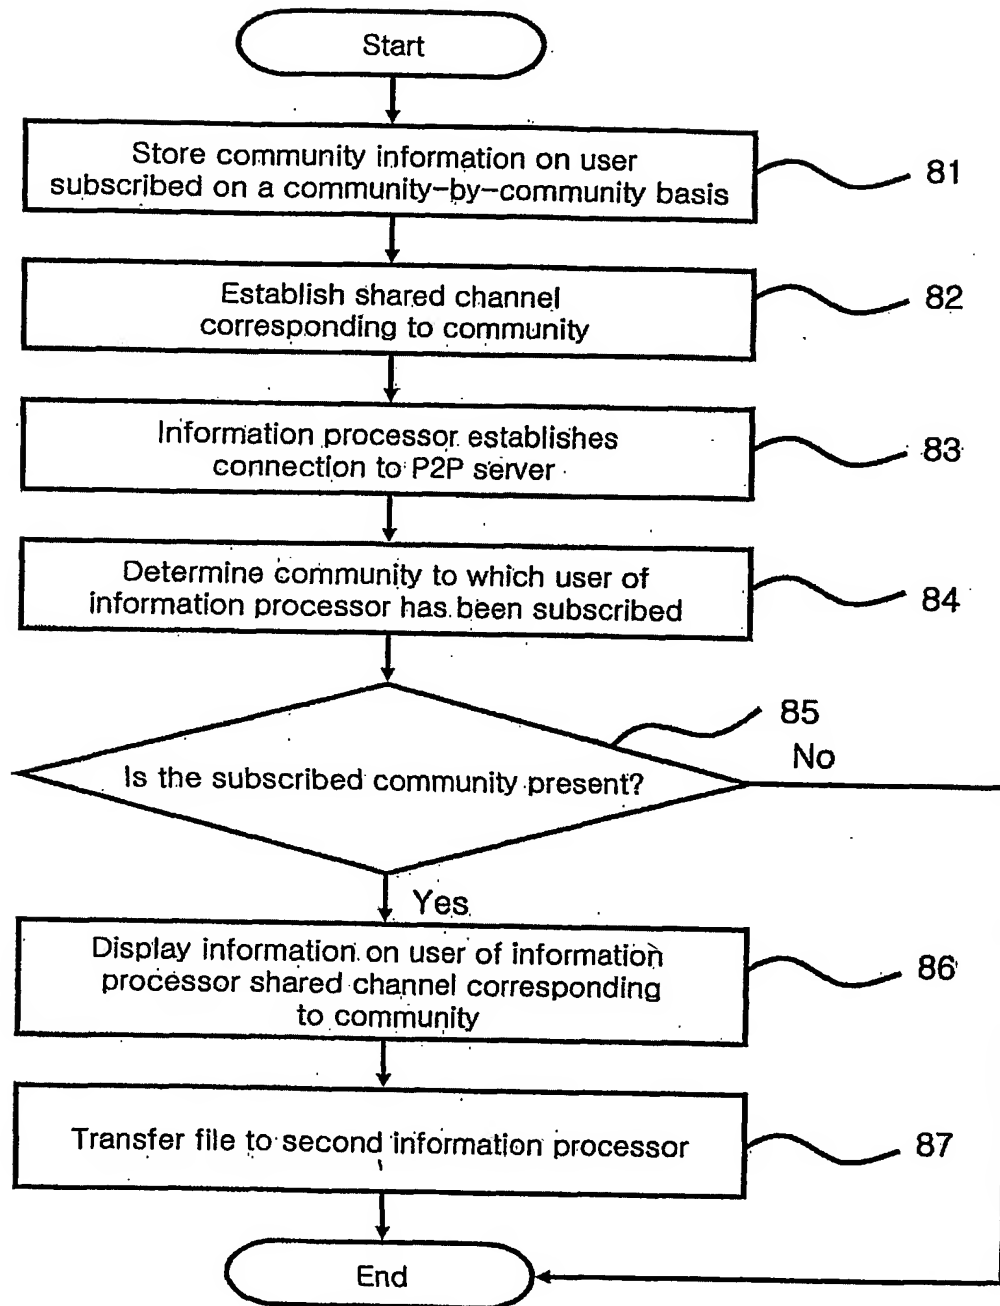 Start
Store community information on user
subscribed on a community-by-community basis
81
Establish shared channel
corresponding to community
82
Information processor establishes
connection to P2P server
83
Determine community to which user of
information processor has been subscribed
84
85
Is the subscribed community present?
No
Yes
Display information on user of information
processor shared channel corresponding
to community
86
Transfer file to second information processor
87
End